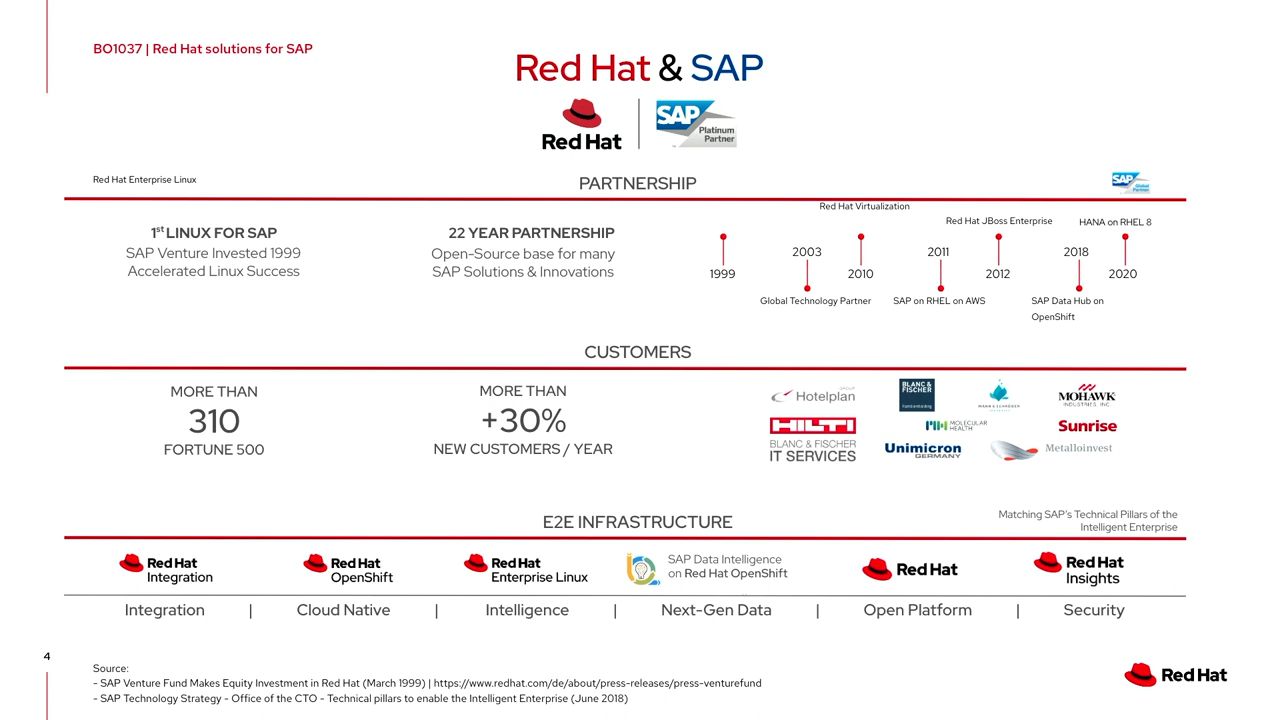 BO1037 | Red Hat solutions for SAP
Red Hat & SAP
Red Hat
SAP
Platinum
Partner
Red Hat Enterprise Linux
PARTNERSHIP
SAP
Global
Partner
1st LINUX FOR SAP
SAP Venture Invested 1999
Accelerated Linux Success
22 YEAR PARTNERSHIP
Open-Source base for many
SAP Solutions & Innovations
Red Hat Virtualization
Red Hat JBoss Enterprise
HANA on RHEL 8
2003
2011
2018
1999
2010
2012
2020
Global Technology Partner
SAP on RHEL on AWS
SAP Data Hub on
OpenShift
CUSTOMERS
MORE THAN
310
FORTUNE 500
MORE THAN
+30%
NEW CUSTOMERS / YEAR
GROUP
Hotelplan
BLANC &
FISCHER
MOHAWK
INDUSTRIES, INC.
HILTI
MOLECULAR
HEALTH
Sunrise
BLANC & FISCHER
IT SERVICES
Unimicron
GERMANY
Metalloinvest
E2E INFRASTRUCTURE
Matching SAP's Technical Pillars of the
Intelligent Enterprise
Red Hat
Integration
Red Hat
OpenShift
Red Hat
Enterprise Linux
SAP Data Intelligence
on Red Hat OpenShift
Red Hat
Red Hat
Insights
Integration | Cloud Native | Intelligence | Next-Gen Data | Open Platform | Security
4
Source:
- SAP Venture Fund Makes Equity Investment in Red Hat (March 1999) | https://www.redhat.com/de/about/press-releases/press-venturefund
- SAP Technology Strategy - Office of the CTO - Technical pillars to enable the Intelligent Enterprise (June 2018)
Red Hat